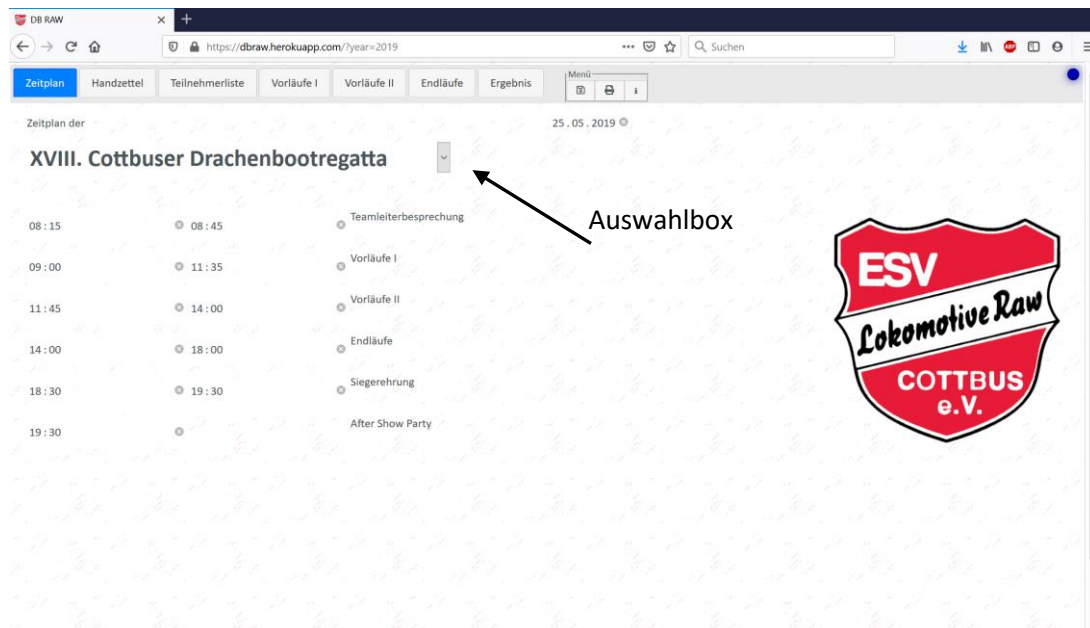 DB RAW
https://dbraw.herokuapp.com/?year=2019
Suchen
Zeitplan Handzettel Teilnehmerliste Vorläufe I Vorläufe II Endläufe Ergebnis Menü
Zeitplan der 25.05.2019
XVIII. Cottbuser Drachenbootregatta
Auswahlbox
08:15 08:45 Teamleiterbesprechung
09:00 11:35 Vorläufe I
11:45 14:00 Vorläufe II
14:00 18:00 Endläufe
18:30 19:30 Siegerehrung
19:30 After Show Party
ESV
Lokomotive Raw
COTTBUS
e.V.